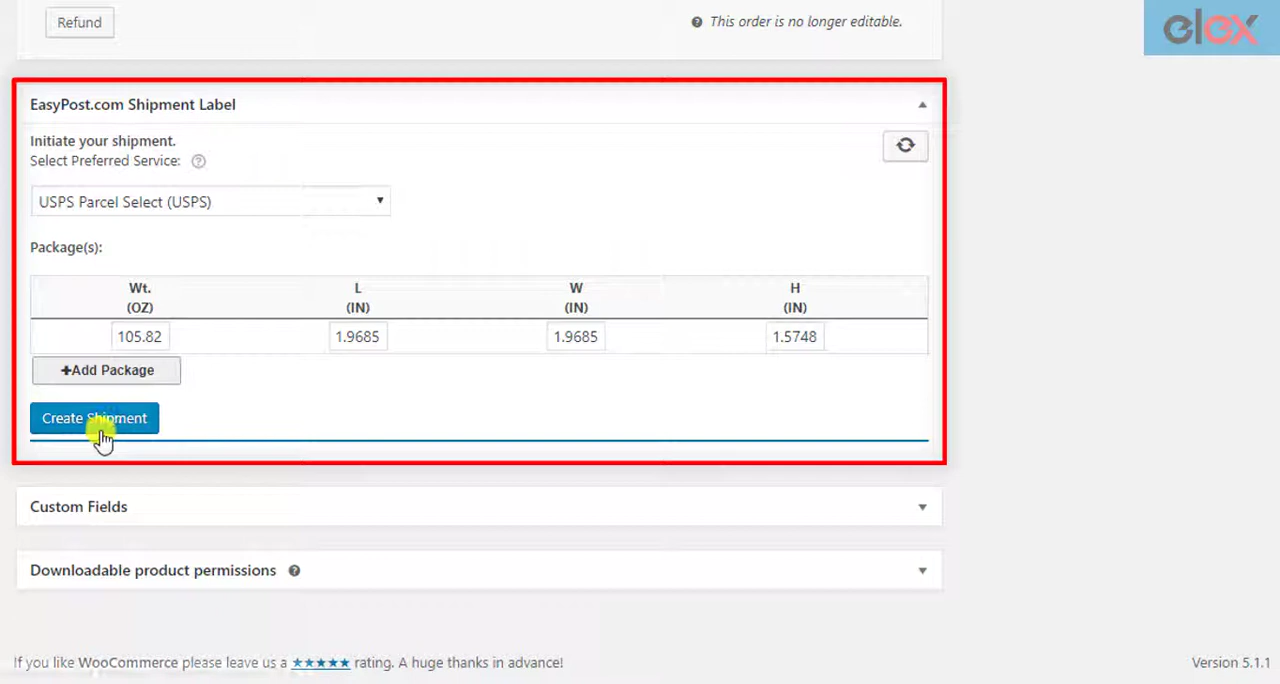 Refund
This order is no longer editable.
elex
EasyPost.com Shipment Label
Initiate your shipment.
Select Preferred Service:
USPS Parcel Select (USPS)
Package(s):
Wt. L W H
(OZ) (IN) (IN) (IN)
105.82 1.9685 1.9685 1.5748
+Add Package
Create Shipment
Custom Fields
Downloadable product permissions
If you like WooCommerce please leave us a ★★★★★ rating. A huge thanks in advance! Version 5.1.1